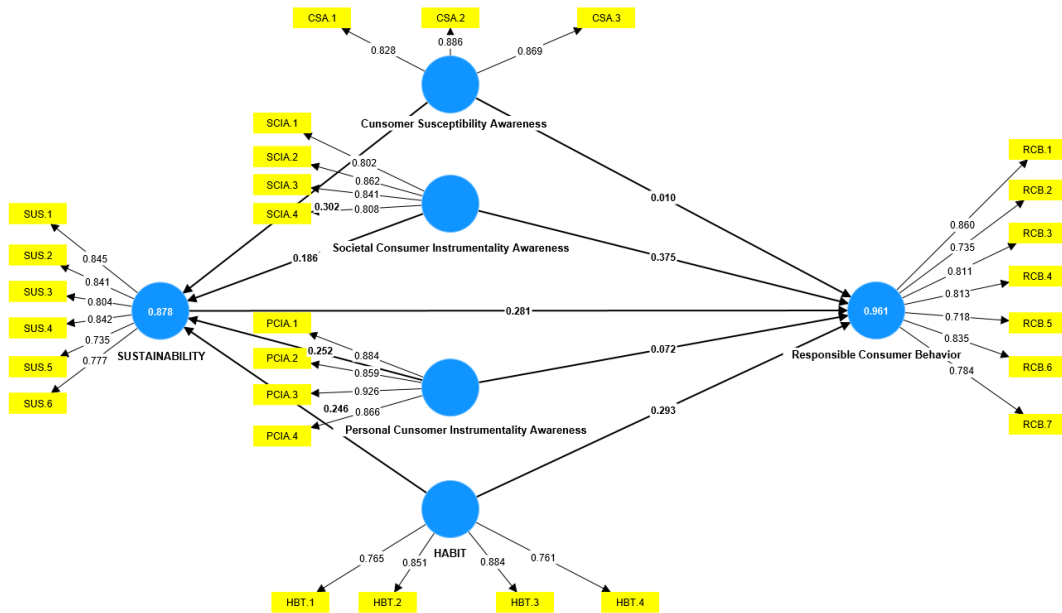 CSA.1
CSA.2
CSA.3
0.828
0.886
0.869
Cunsomer Susceptibility Awareness
SCIA.1
SCIA.2
SCIA.3
SCIA.4
0.802
0.862
0.841
0.808
Societal Consumer Instrumentality Awareness
0.302
0.186
0.010
0.375
SUS.1
SUS.2
SUS.3
SUS.4
SUS.5
SUS.6
0.845
0.841
0.804
0.842
0.735
0.777
0.878
SUSTAINABILITY
0.281
0.252
0.246
0.072
0.293
PCIA.1
PCIA.2
PCIA.3
PCIA.4
0.884
0.859
0.926
0.866
Personal Cunsomer Instrumentality Awareness
0.961
Responsible Consumer Behavior
RCB.1
RCB.2
RCB.3
RCB.4
RCB.5
RCB.6
RCB.7
0.860
0.735
0.811
0.813
0.718
0.835
0.784
HABIT
0.765
0.851
0.884
0.761
HBT.1
HBT.2
HBT.3
HBT.4